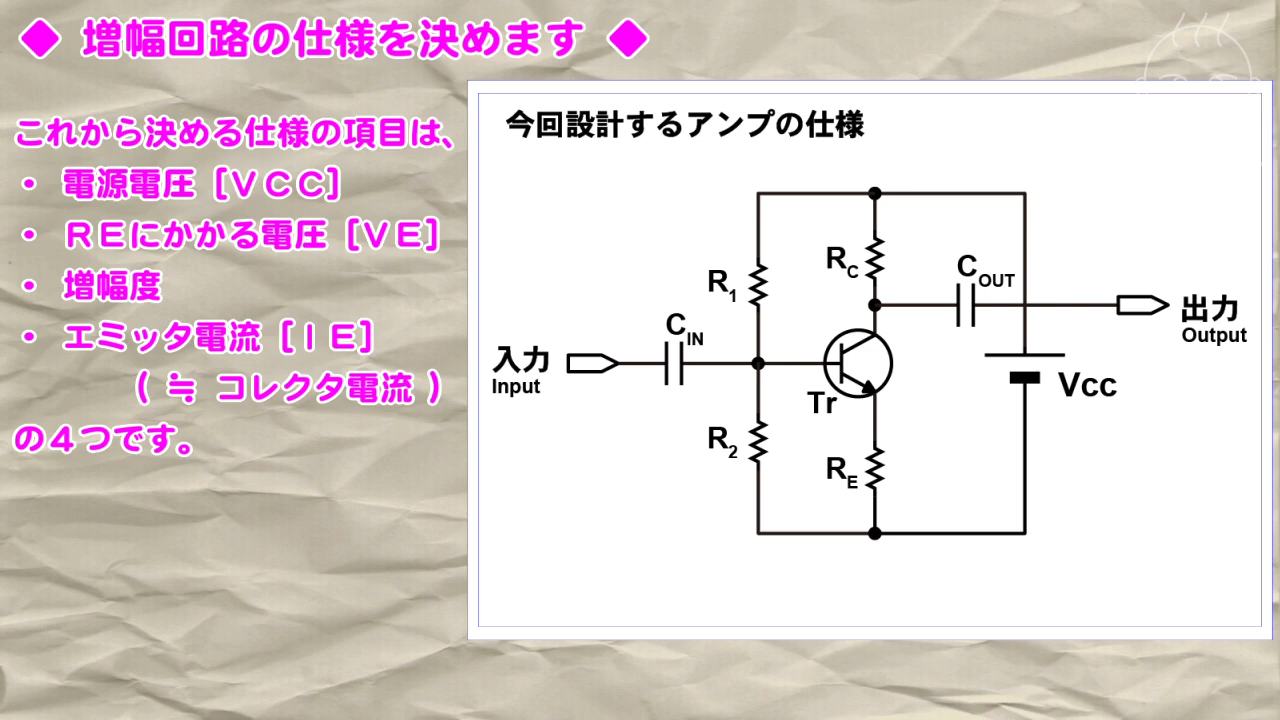 ◆ 増幅回路の仕様を決めます ◆
これから決める仕様の項目は、
・ 電源電圧［ＶＣＣ］
・ ＲＥにかかる電圧［ＶＥ］
・ 増幅度
・ エミッタ電流［ＩＥ］
（ ≒ コレクタ電流 ）
の４つです。
今回設計するアンプの仕様
RC
R1
COUT
出力
Output
CIN
入力
Input
Vcc
Tr
R2
RE